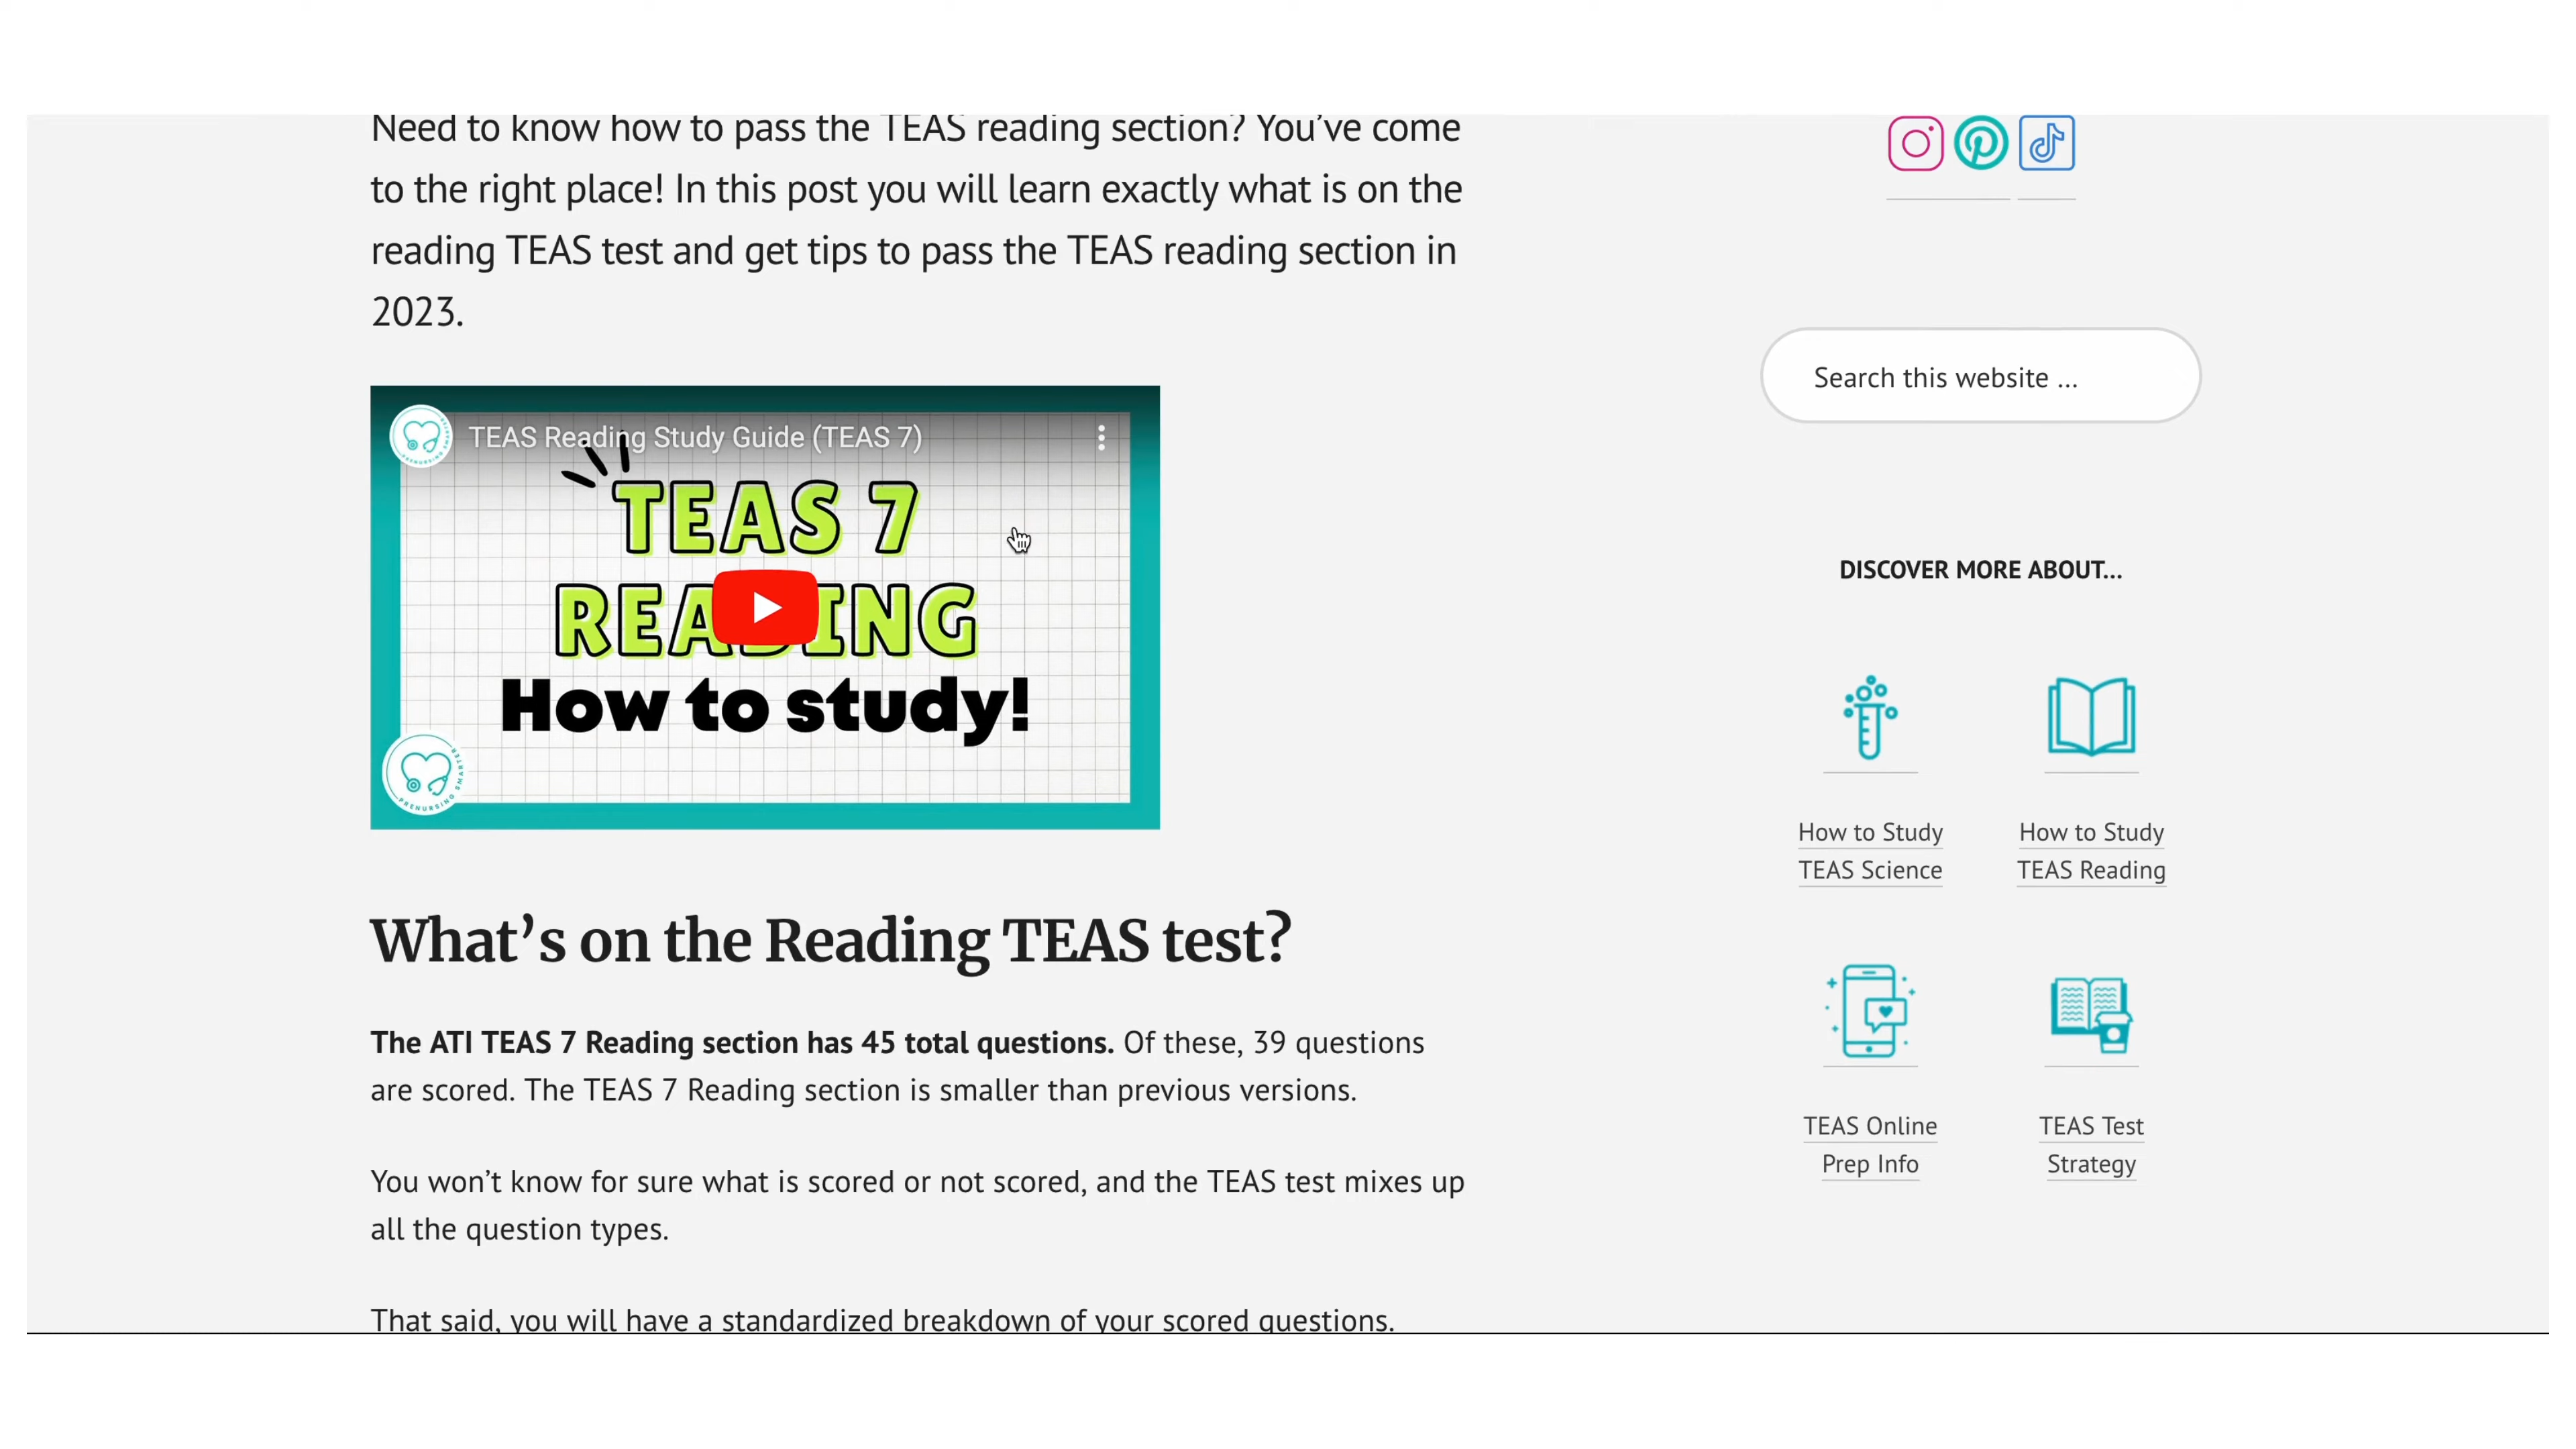 Need to know how to pass the TEAS reading section? You’ve come
to the right place! In this post you will learn exactly what is on the
reading TEAS test and get tips to pass the TEAS reading section in
2023.
TEAS Reading Study Guide (TEAS 7)
TEAS 7
READING
How to study!
PRENURSING SMARTER
What’s on the Reading TEAS test?
The ATI TEAS 7 Reading section has 45 total questions. Of these, 39 questions
are scored. The TEAS 7 Reading section is smaller than previous versions.
You won’t know for sure what is scored or not scored, and the TEAS test mixes up
all the question types.
That said, you will have a standardized breakdown of your scored questions.
Search this website ...
DISCOVER MORE ABOUT...
How to Study
TEAS Science
How to Study
TEAS Reading
TEAS Online
Prep Info
TEAS Test
Strategy